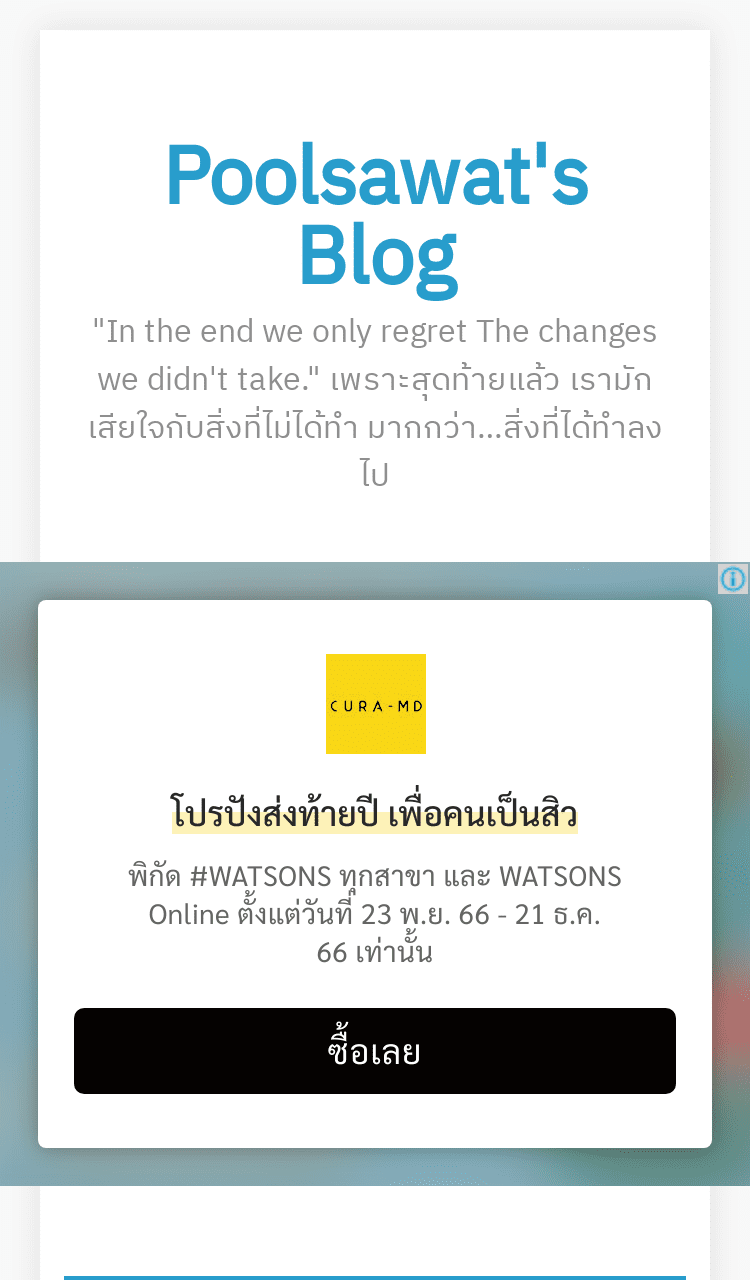 Poolsawat's
Blog
"In the end we only regret The changes
we didn't take." เพราะสุดท้ายแล้ว เรามัก
เสียใจกับสิ่งที่ไม่ได้ทำ มากกว่า...สิ่งที่ได้ทำลง
ไป
CURA-MD
โปรปังส่งท้ายปี เพื่อคนเป็นสิว
พิกัด #WATSONS ทุกสาขา และ WATSONS
Online ตั้งแต่วันที่ 23 พ.ย. 66 - 21 ธ.ค.
66 เท่านั้น
ซื้อเลย